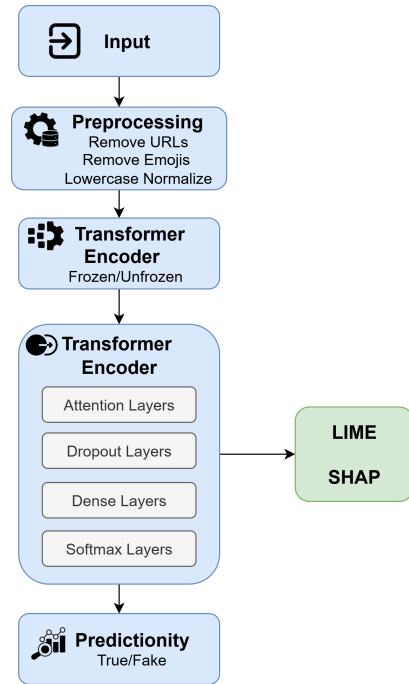 Input
Preprocessing
Remove URLs
Remove Emojis
Lowercase Normalize
Transformer
Encoder
Frozen/Unfrozen
Transformer
Encoder
Attention Layers
Dropout Layers
Dense Layers
Softmax Layers
LIME
SHAP
Predictionity
True/Fake